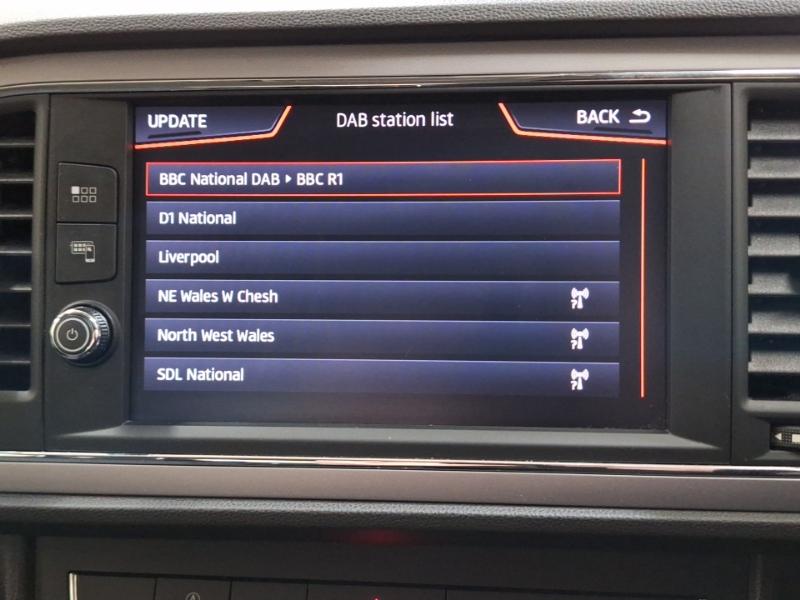 UPDATE
DAB station list
BACK
BBC National DAB ▸ BBC R1
D1 National
Liverpool
NE Wales W Chesh
North West Wales
SDL National